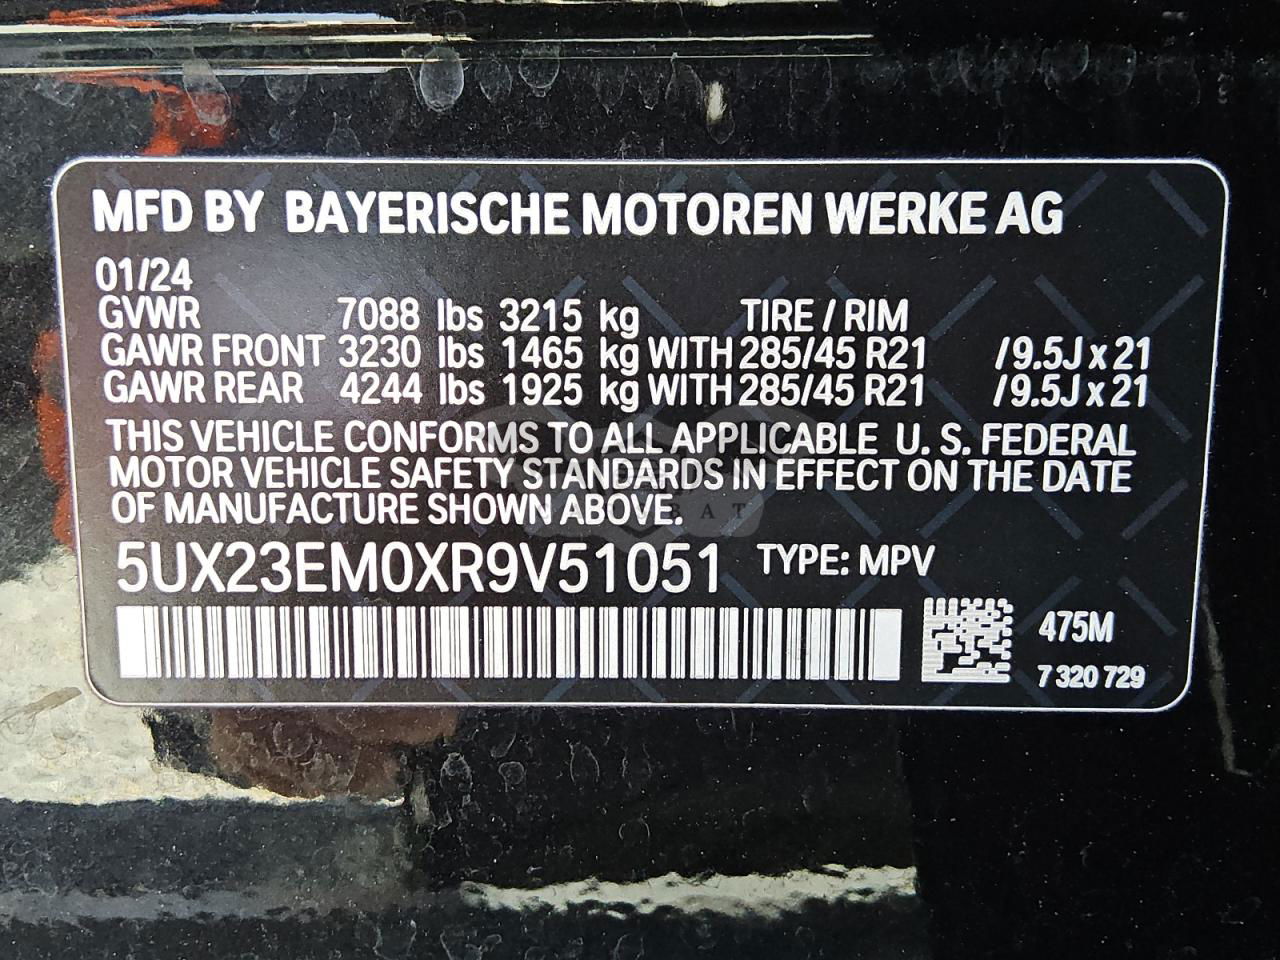 MFD BY BAYERISCHE MOTOREN WERKE AG
01/24
GVWR 7088 lbs 3215 kg TIRE / RIM
GAWR FRONT 3230 lbs 1465 kg WITH 285/45 R21 /9.5J x 21
GAWR REAR 4244 lbs 1925 kg WITH 285/45 R21 /9.5J x 21
THIS VEHICLE CONFORMS TO ALL APPLICABLE U. S. FEDERAL
MOTOR VEHICLE SAFETY STANDARDS IN EFFECT ON THE DATE
OF MANUFACTURE SHOWN ABOVE.
5UX23EM0XR9V51051 TYPE: MPV
475M
7 320 729